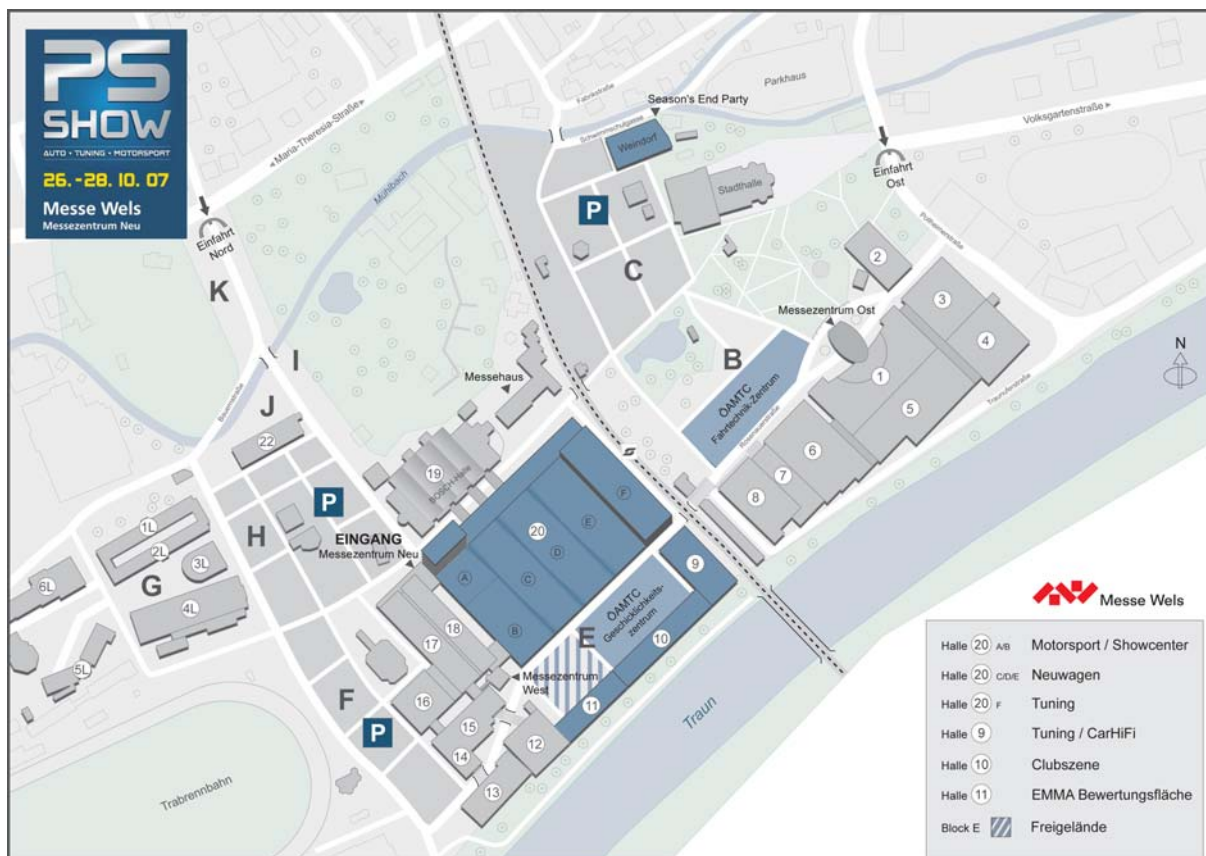 PS
SHOW
AUTO • TUNING • MOTORSPORT
26. - 28. 10. 07
Messe Wels
Messezentrum Neu
◄ Maria-Theresia-Straße ►
Fabrikstraße
Season's End Party
Parkhaus
Volksgartenstraße ►
Schwimmschulgasse
Weindorf
Mühlbach
Stadthalle
Einfahrt
Ost
Einfahrt
Nord
P
K
C
2
3
Messezentrum Ost
4
N
I
B
1
Messehaus
ÖAMTC
Fahrtechnik-Zentrum
Rosenauerstraße
Traunuferstraße
5
J
22
6
19
BOSCH-Halle
7
8
P
F
20
E
D
EINGANG
Messezentrum Neu
H
1L
2L
3L
G
4L
6L
5L
A
C
B
9
ÖAMTC
Geschicklichkeits-
zentrum
E
10
18
17
16
Messezentrum
West
11
F
P
15
14
12
13
Traun
Trabrennbahn
Messe Wels
Halle 20 A/B Motorsport / Showcenter
Halle 20 C/D/E Neuwagen
Halle 20 F Tuning
Halle 9 Tuning / CarHiFi
Halle 10 Clubszene
Halle 11 EMMA Bewertungsfläche
Block E Freigelände